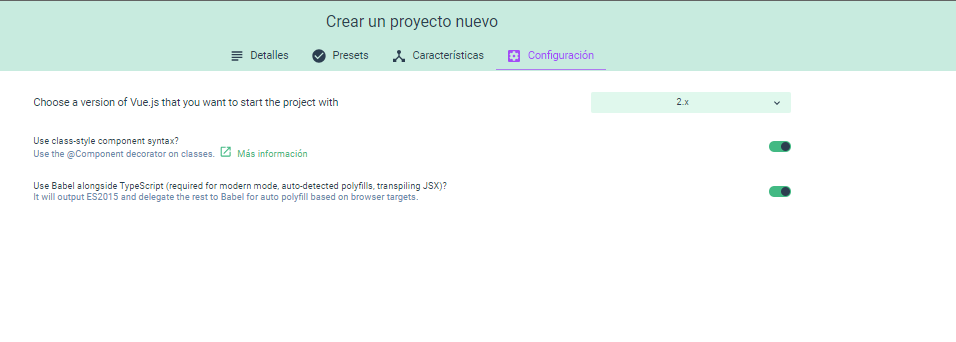 Crear un proyecto nuevo
Detalles Presets Características Configuración
Choose a version of Vue.js that you want to start the project with 2.x
Use class-style component syntax?
Use the @Component decorator on classes. Más información
Use Babel alongside TypeScript (required for modern mode, auto-detected polyfills, transpiling JSX)?
It will output ES2015 and delegate the rest to Babel for auto polyfill based on browser targets.